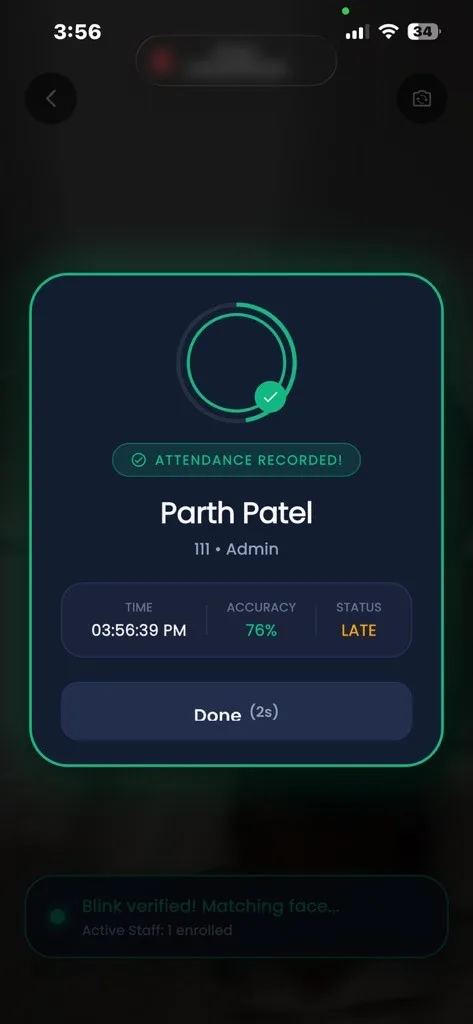 3:56
34
ATTENDANCE RECORDED!
Parth Patel
111 • Admin
TIME ACCURACY STATUS
03:56:39 PM 76% LATE
Done (2s)
Blink verified! Matching face...
Active Staff: 1 enrolled